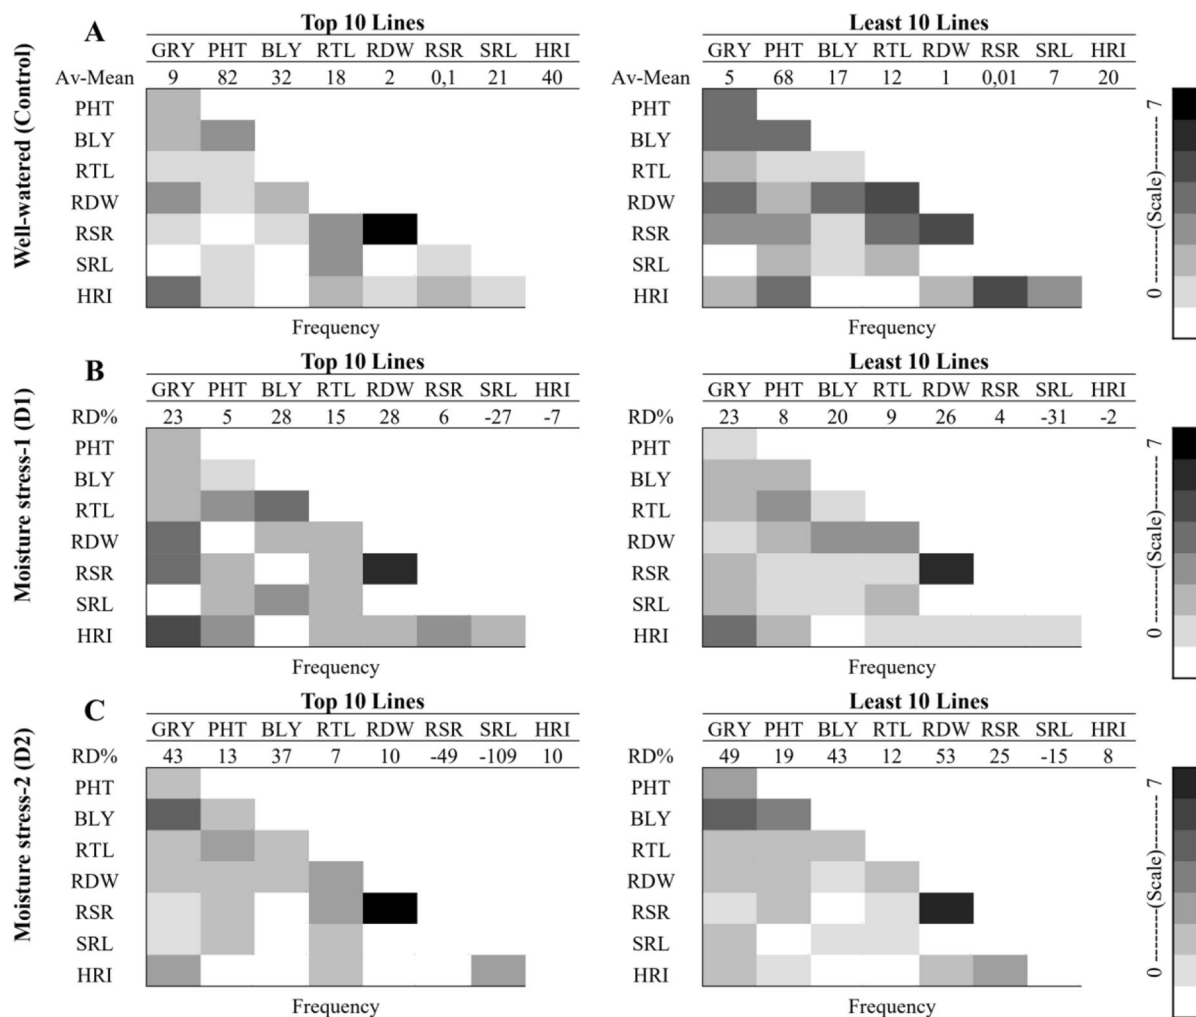 A
Well-watered (Control)
Top 10 Lines
GRY PHT BLY RTL RDW RSR SRL HRI
Av-Mean 9 82 32 18 2 0,1 21 40
PHT
BLY
RTL
RDW
RSR
SRL
HRI
Frequency
Least 10 Lines
GRY PHT BLY RTL RDW RSR SRL HRI
Av-Mean 5 68 17 12 1 0,01 7 20
PHT
BLY
RTL
RDW
RSR
SRL
HRI
Frequency
0 -------(Scale)-------- 7
B
Moisture stress-1 (D1)
Top 10 Lines
GRY PHT BLY RTL RDW RSR SRL HRI
RD% 23 5 28 15 28 6 -27 -7
PHT
BLY
RTL
RDW
RSR
SRL
HRI
Frequency
Least 10 Lines
GRY PHT BLY RTL RDW RSR SRL HRI
RD% 23 8 20 9 26 4 -31 -2
PHT
BLY
RTL
RDW
RSR
SRL
HRI
Frequency
0 -------(Scale)-------- 7
C
Moisture stress-2 (D2)
Top 10 Lines
GRY PHT BLY RTL RDW RSR SRL HRI
RD% 43 13 37 7 10 -49 -109 10
PHT
BLY
RTL
RDW
RSR
SRL
HRI
Frequency
Least 10 Lines
GRY PHT BLY RTL RDW RSR SRL HRI
RD% 49 19 43 12 53 25 -15 8
PHT
BLY
RTL
RDW
RSR
SRL
HRI
Frequency
0 -------(Scale)-------- 7